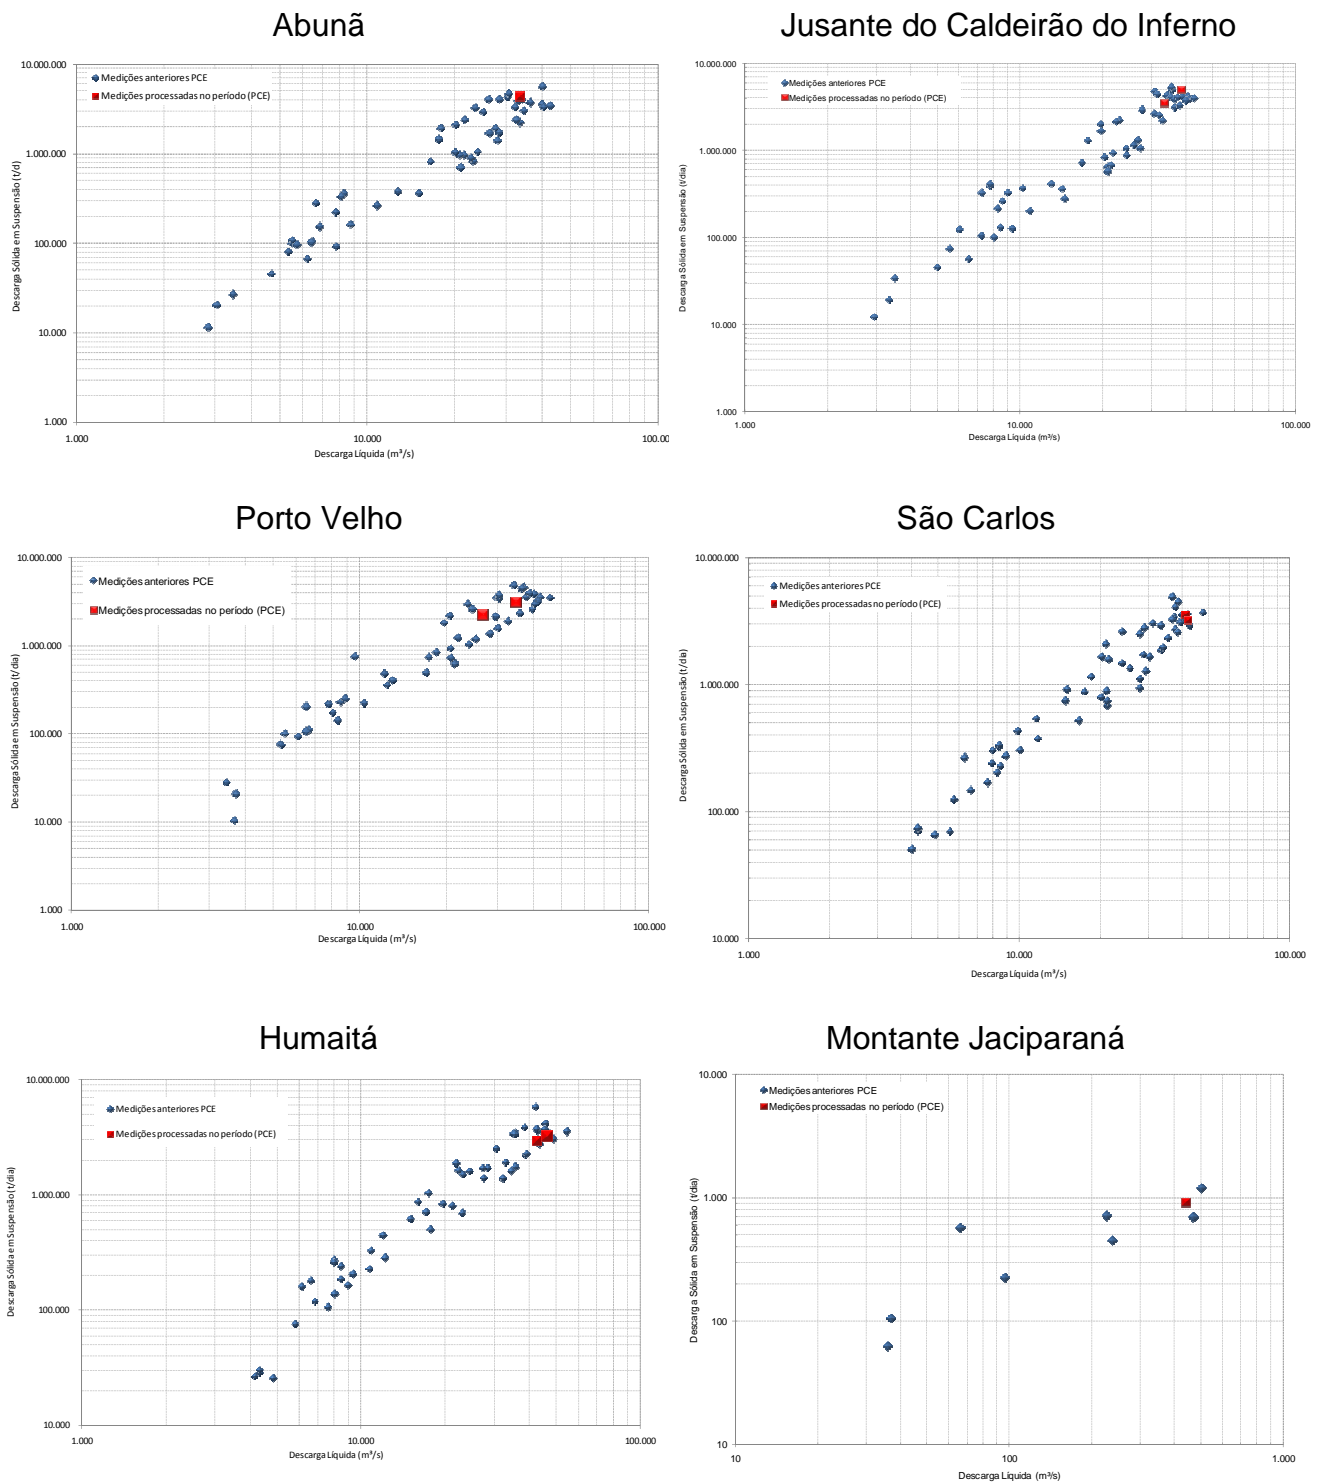 Abunã
10.000.000
Medições anteriores PCE
Medições processadas no período (PCE)
1.000.000
100.000
10.000
1.000
Descarga Sólida em Suspensão (t/d)
1.000
10.000
100.00
Descarga Líquida (m³/s)
Jusante do Caldeirão do Inferno
10.000.000
Medições anteriores PCE
Medições processadas no período (PCE)
1.000.000
100.000
10.000
1.000
Descarga Sólida em Suspensão (t/dia)
1.000
10.000
100.000
Descarga Líquida (m³/s)
Porto Velho
10.000.000
Medições anteriores PCE
Medições processadas no período (PCE)
1.000.000
100.000
10.000
1.000
Descarga Sólida em Suspensão (t/dia)
1.000
10.000
100.000
Descarga Líquida (m³/s)
São Carlos
10.000.000
Medições anteriores PCE
Medições processadas no período (PCE)
1.000.000
100.000
10.000
Descarga Sólida em Suspensão (t/dia)
1.000
10.000
100.000
Descarga Líquida (m³/s)
Humaitá
10.000.000
Medições anteriores PCE
Medições processadas no período (PCE)
1.000.000
100.000
10.000
Descarga Sólida em Suspensão (t/dia)
1.000
10.000
100.000
Descarga Líquida (m³/s)
Montante Jaciparaná
10.000
Medições anteriores PCE
Medições processadas no período (PCE)
1.000
100
10
Descarga Sólida em Suspensão (t/dia)
10
100
1.000
Descarga Líquida (m³/s)